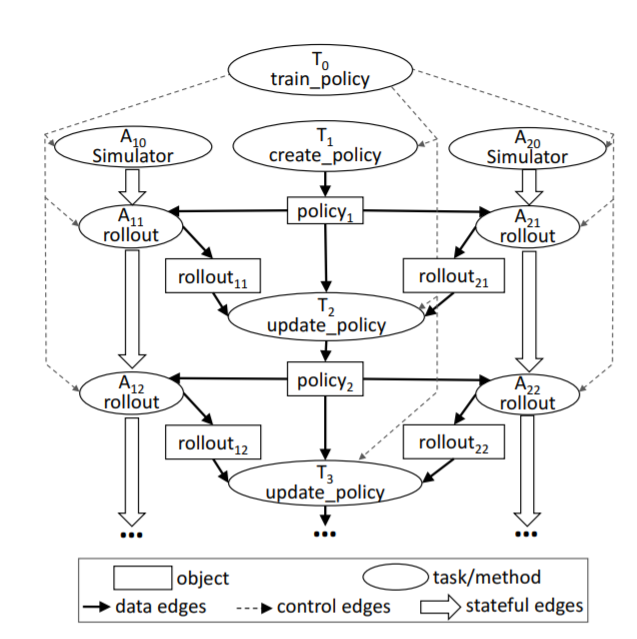 T0
train_policy
A10
Simulator
T1
create_policy
A20
Simulator
A11
rollout
policy1
A21
rollout
rollout11
rollout21
T2
update_policy
A12
rollout
policy2
A22
rollout
rollout12
rollout22
T3
update_policy
...
...
...
object
task/method
data edges
control edges
stateful edges